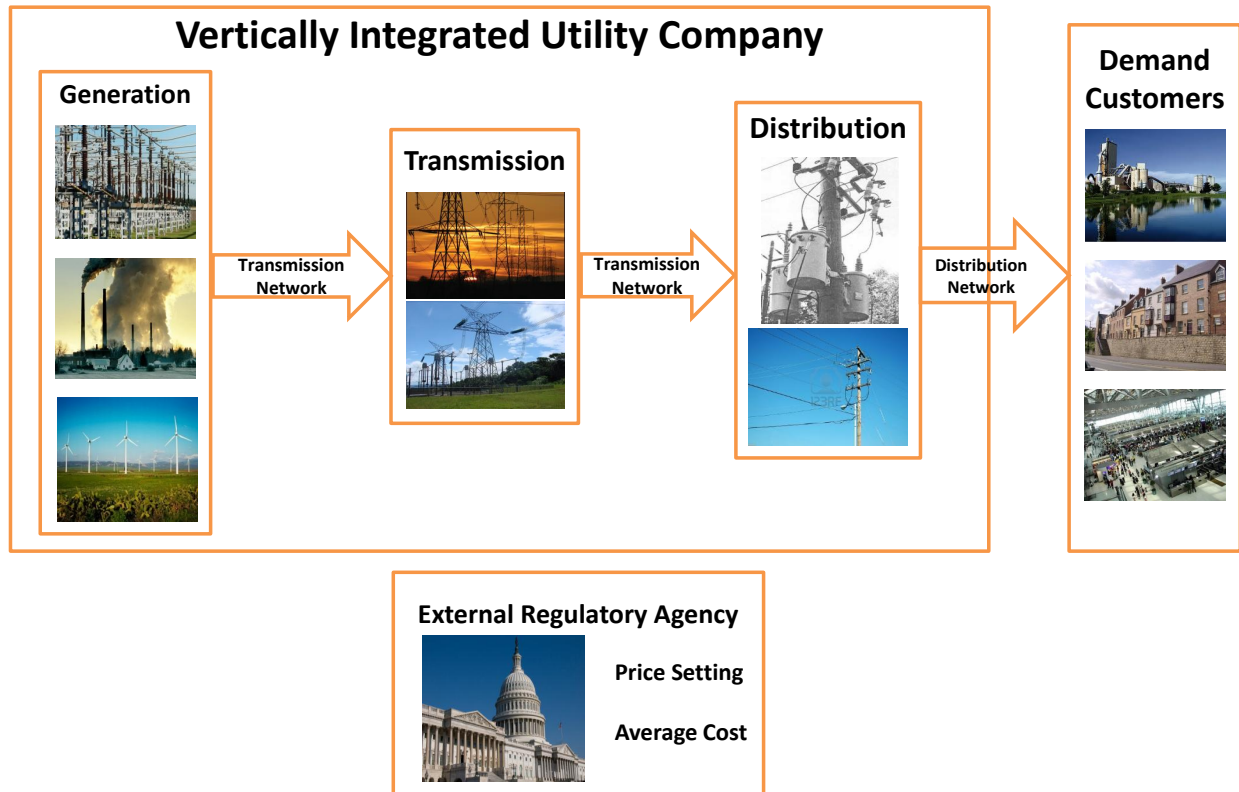 Vertically Integrated Utility Company
Generation
Transmission
Network
Transmission
Transmission
Network
Distribution
123RF
Distribution
Network
Demand
Customers
External Regulatory Agency
Price Setting
Average Cost